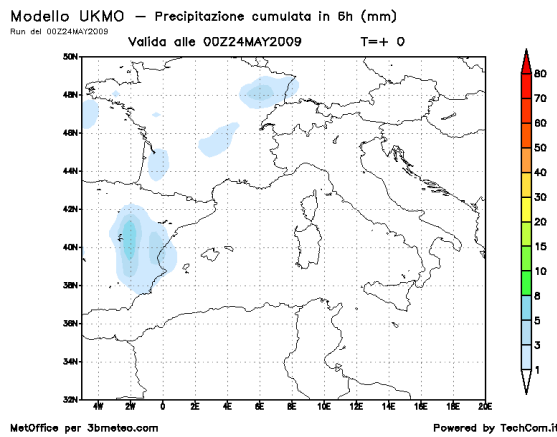 Modello UKMO – Precipitazione cumulata in 6h (mm)
Run del 00Z24MAY2009
Valida alle 00Z24MAY2009 T=+ 0
50N
48N
46N
44N
42N
40N
38N
36N
34N
32N
4W 2W 0 2E 4E 6E 8E 10E 12E 14E 16E 18E 20E
80
70
60
50
40
30
20
15
10
8
5
3
1
MetOffice per 3bmeteo.com Powered by TechCom.it